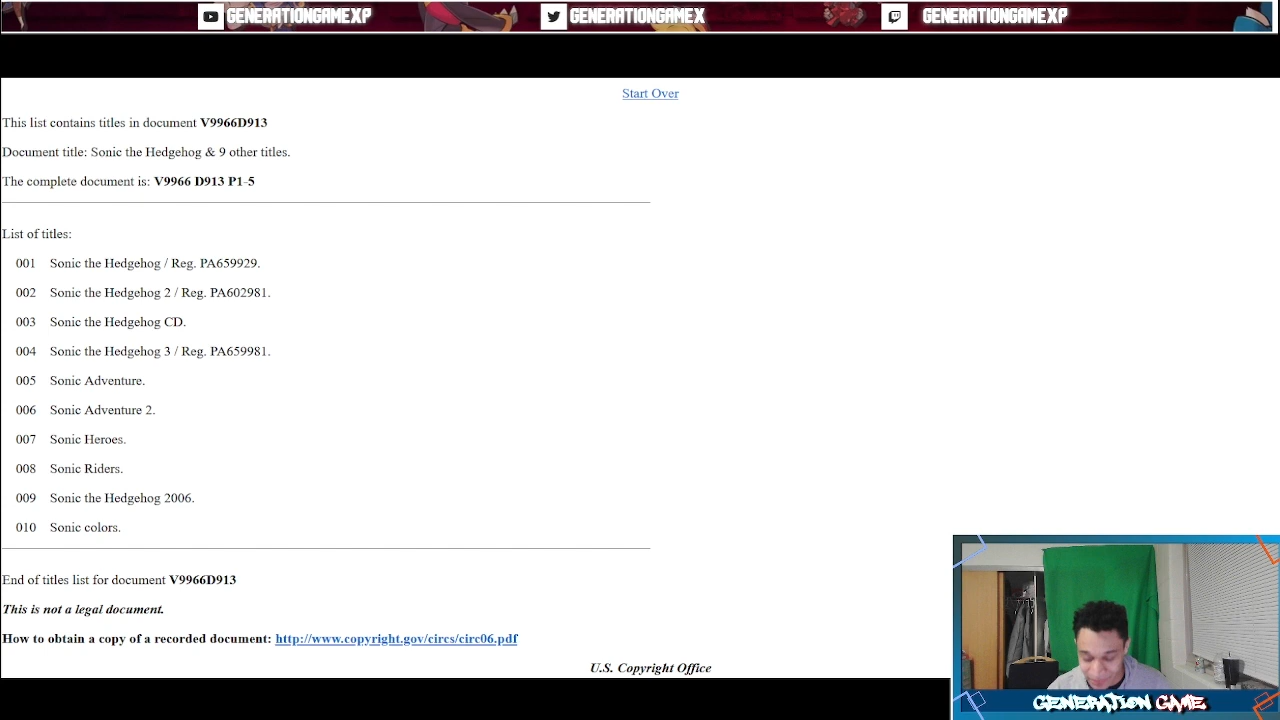 GENERATIONGAMEXP
GENERATIONGAMEX
GENERATIONGAMEXP
Start Over
This list contains titles in document V9966D913
Document title: Sonic the Hedgehog & 9 other titles.
The complete document is: V9966 D913 P1-5
List of titles:
001 Sonic the Hedgehog / Reg. PA659929.
002 Sonic the Hedgehog 2 / Reg. PA602981.
003 Sonic the Hedgehog CD.
004 Sonic the Hedgehog 3 / Reg. PA659981.
005 Sonic Adventure.
006 Sonic Adventure 2.
007 Sonic Heroes.
008 Sonic Riders.
009 Sonic the Hedgehog 2006.
010 Sonic colors.
End of titles list for document V9966D913
This is not a legal document.
How to obtain a copy of a recorded document: http://www.copyright.gov/circs/circ06.pdf
U.S. Copyright Office
GENERATION GAME